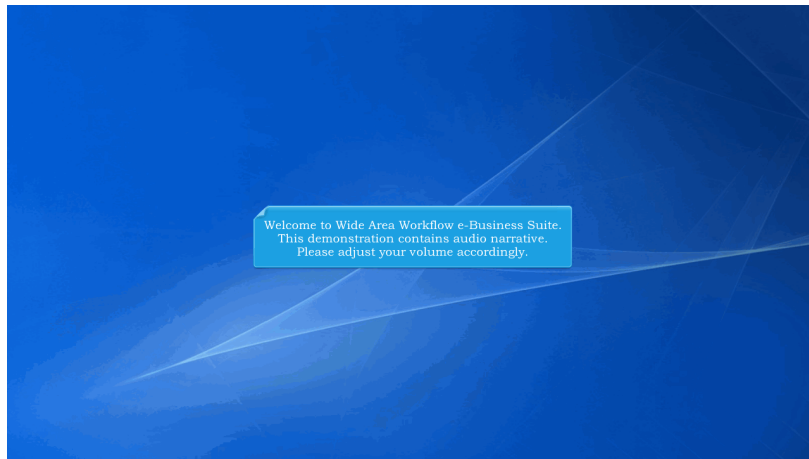 Welcome to Wide Area Workflow e-Business Suite.
This demonstration contains audio narrative.
Please adjust your volume accordingly.